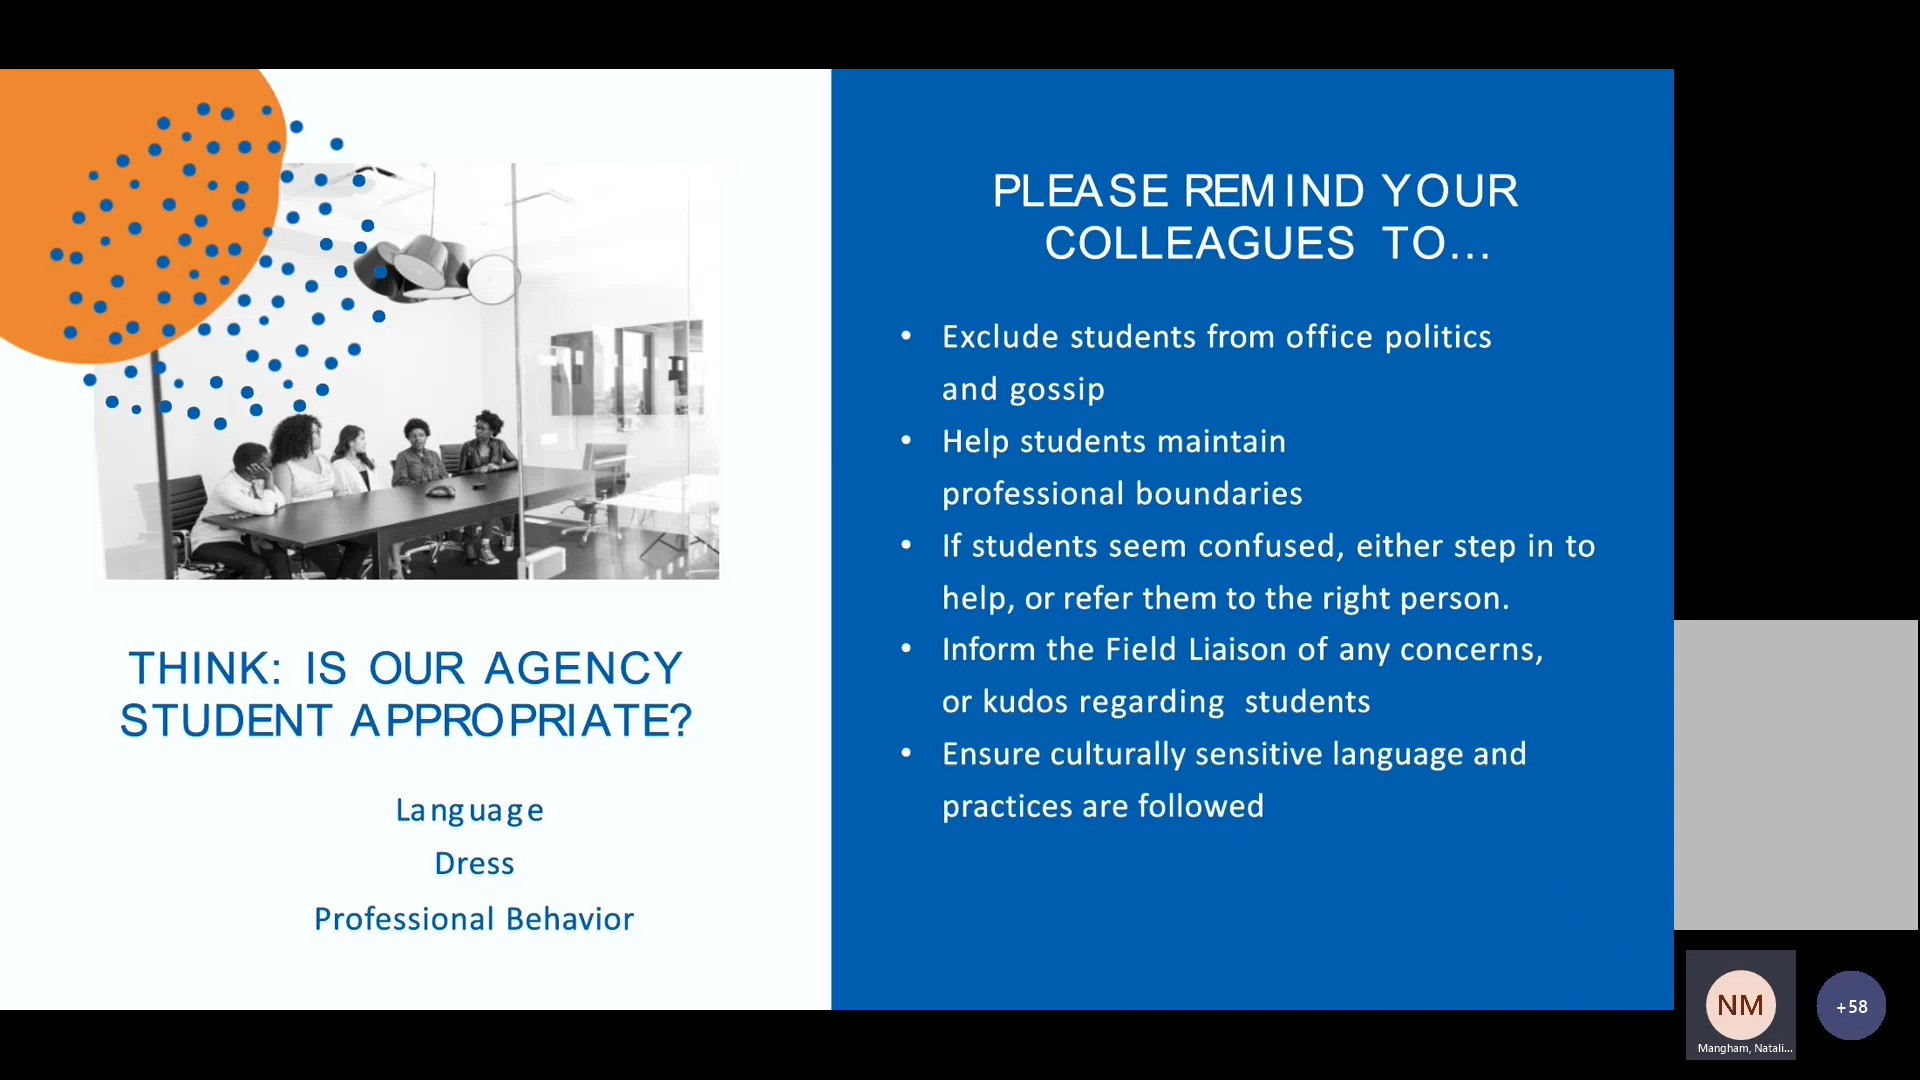 THINK: IS OUR AGENCY
STUDENT APPROPRIATE?
Language
Dress
Professional Behavior
PLEASE REMIND YOUR
COLLEAGUES TO...
• Exclude students from office politics
and gossip
• Help students maintain
professional boundaries
• If students seem confused, either step in to
help, or refer them to the right person.
• Inform the Field Liaison of any concerns,
or kudos regarding students
• Ensure culturally sensitive language and
practices are followed
NM
Mangham, Natali...
+58